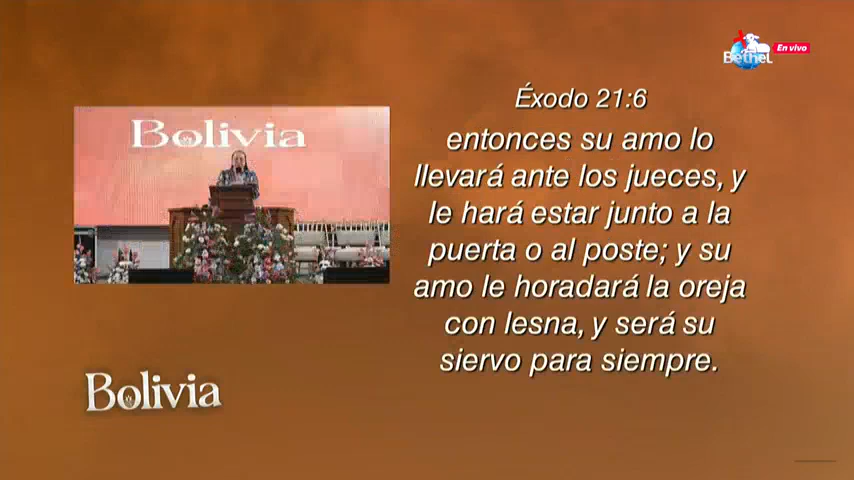 Bethel
En vivo
Éxodo 21:6
entonces su amo lo
llevará ante los jueces, y
le hará estar junto a la
puerta o al poste; y su
amo le horadará la oreja
con lesna, y será su
siervo para siempre.
Bolivia
Bolivia